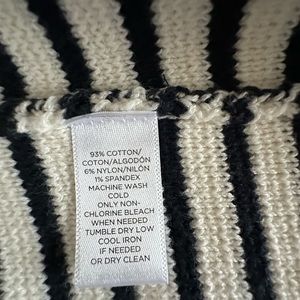 93% COTTON/
COTON/ALGODÓN
6% NYLON/NILÓN
1% SPANDEX
MACHINE WASH
COLD
ONLY NON-
CHLORINE BLEACH
WHEN NEEDED
TUMBLE DRY LOW
COOL IRON
IF NEEDED
OR DRY CLEAN